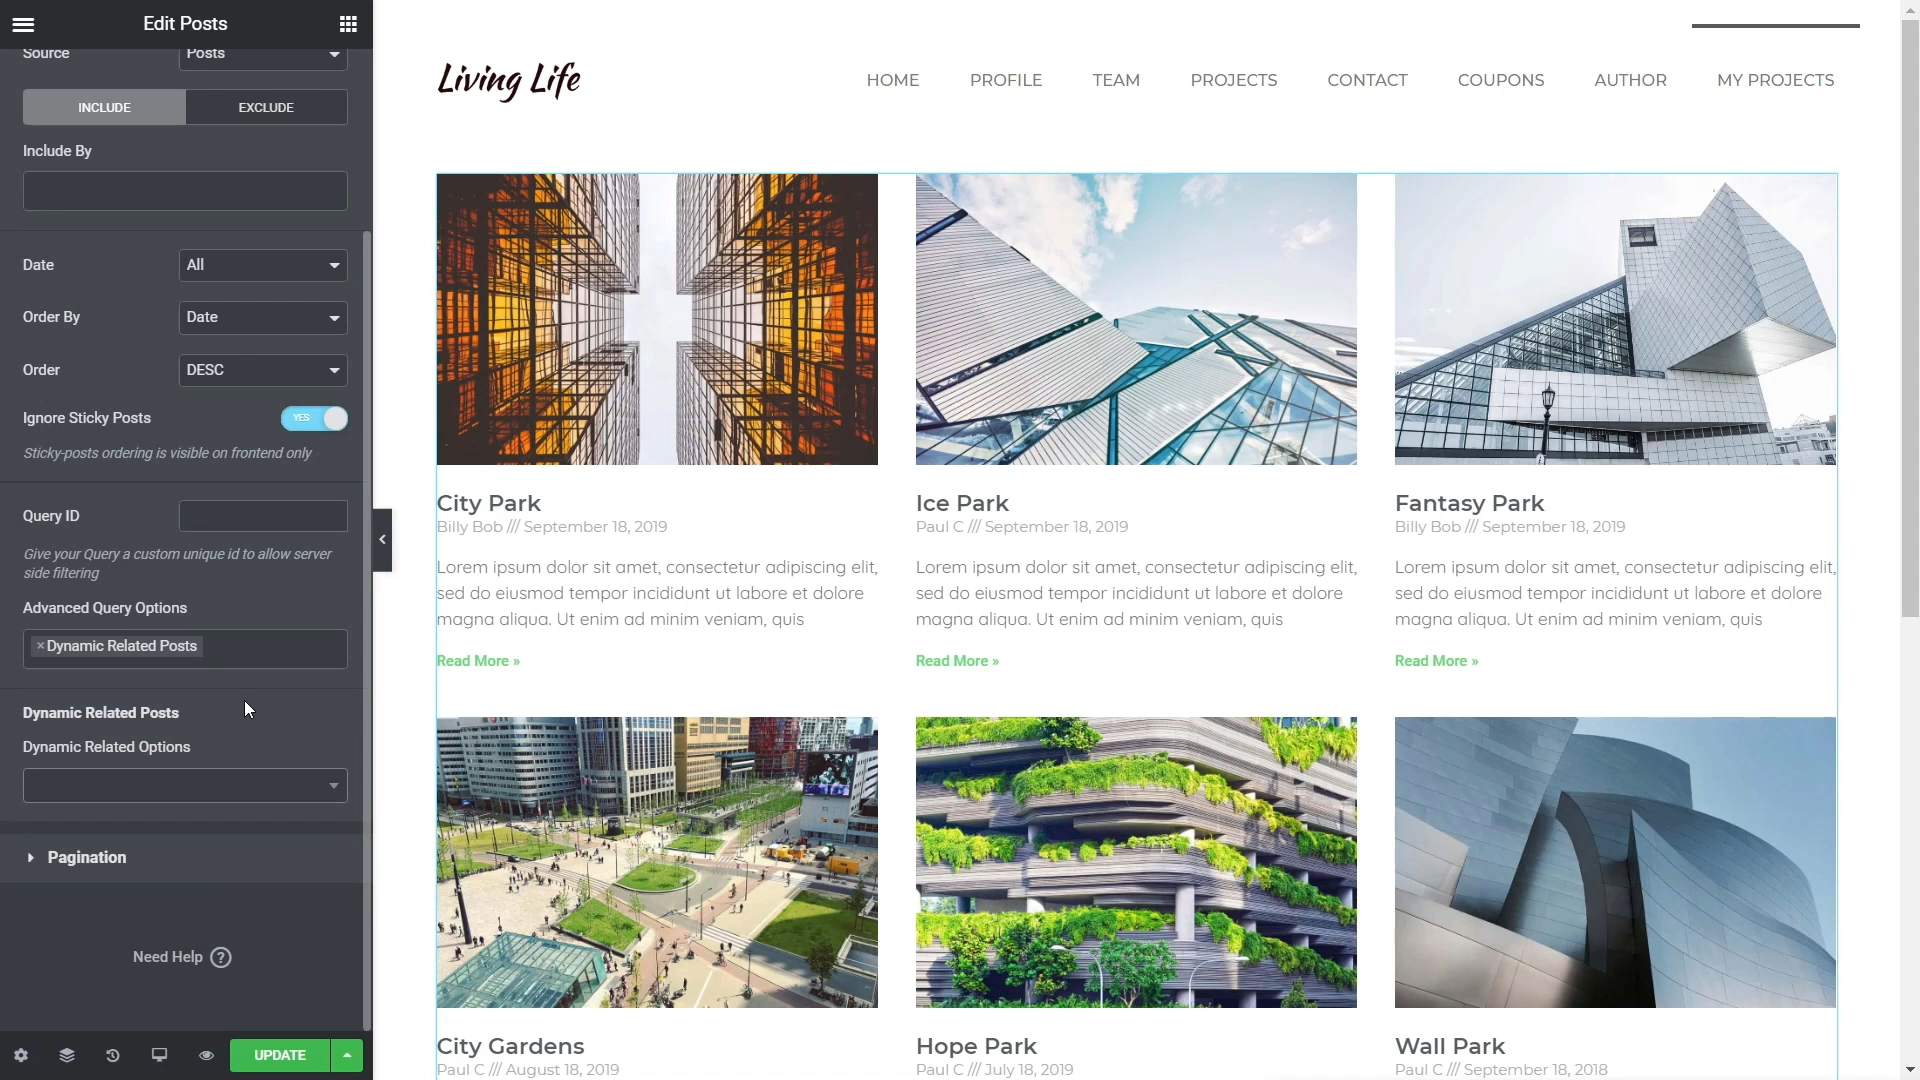 Edit Posts
Source
Posts
INCLUDE
EXCLUDE
Include By
Date
All
Order By
Date
Order
DESC
Ignore Sticky Posts
YES
Sticky-posts ordering is visible on frontend only
Query ID
Give your Query a custom unique id to allow server
side filtering
Advanced Query Options
×Dynamic Related Posts
Dynamic Related Posts
Dynamic Related Options
Pagination
Need Help ?
UPDATE
Living Life
HOME
PROFILE
TEAM
PROJECTS
CONTACT
COUPONS
AUTHOR
MY PROJECTS
City Park
Billy Bob /// September 18, 2019
Lorem ipsum dolor sit amet, consectetur adipiscing elit,
sed do eiusmod tempor incididunt ut labore et dolore
magna aliqua. Ut enim ad minim veniam, quis
Read More »
Ice Park
Paul C /// September 18, 2019
Lorem ipsum dolor sit amet, consectetur adipiscing elit,
sed do eiusmod tempor incididunt ut labore et dolore
magna aliqua. Ut enim ad minim veniam, quis
Read More »
Fantasy Park
Billy Bob /// September 18, 2019
Lorem ipsum dolor sit amet, consectetur adipiscing elit,
sed do eiusmod tempor incididunt ut labore et dolore
magna aliqua. Ut enim ad minim veniam, quis
Read More »
City Gardens
Paul C /// August 18, 2019
Hope Park
Paul C /// July 18, 2019
Wall Park
Paul C /// September 18, 2018